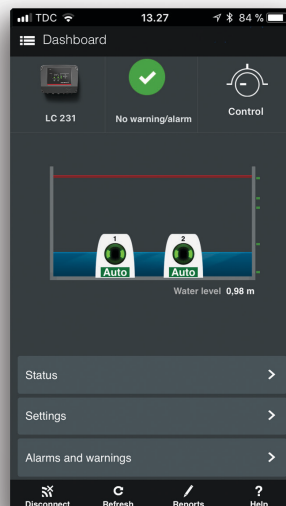 TDC 13.27 84 %
Dashboard
LC 231
No warning/alarm
Control
1 2
Auto Auto
Water level 0,98 m
Status
Settings
Alarms and warnings
Disconnect Refresh Reports Help